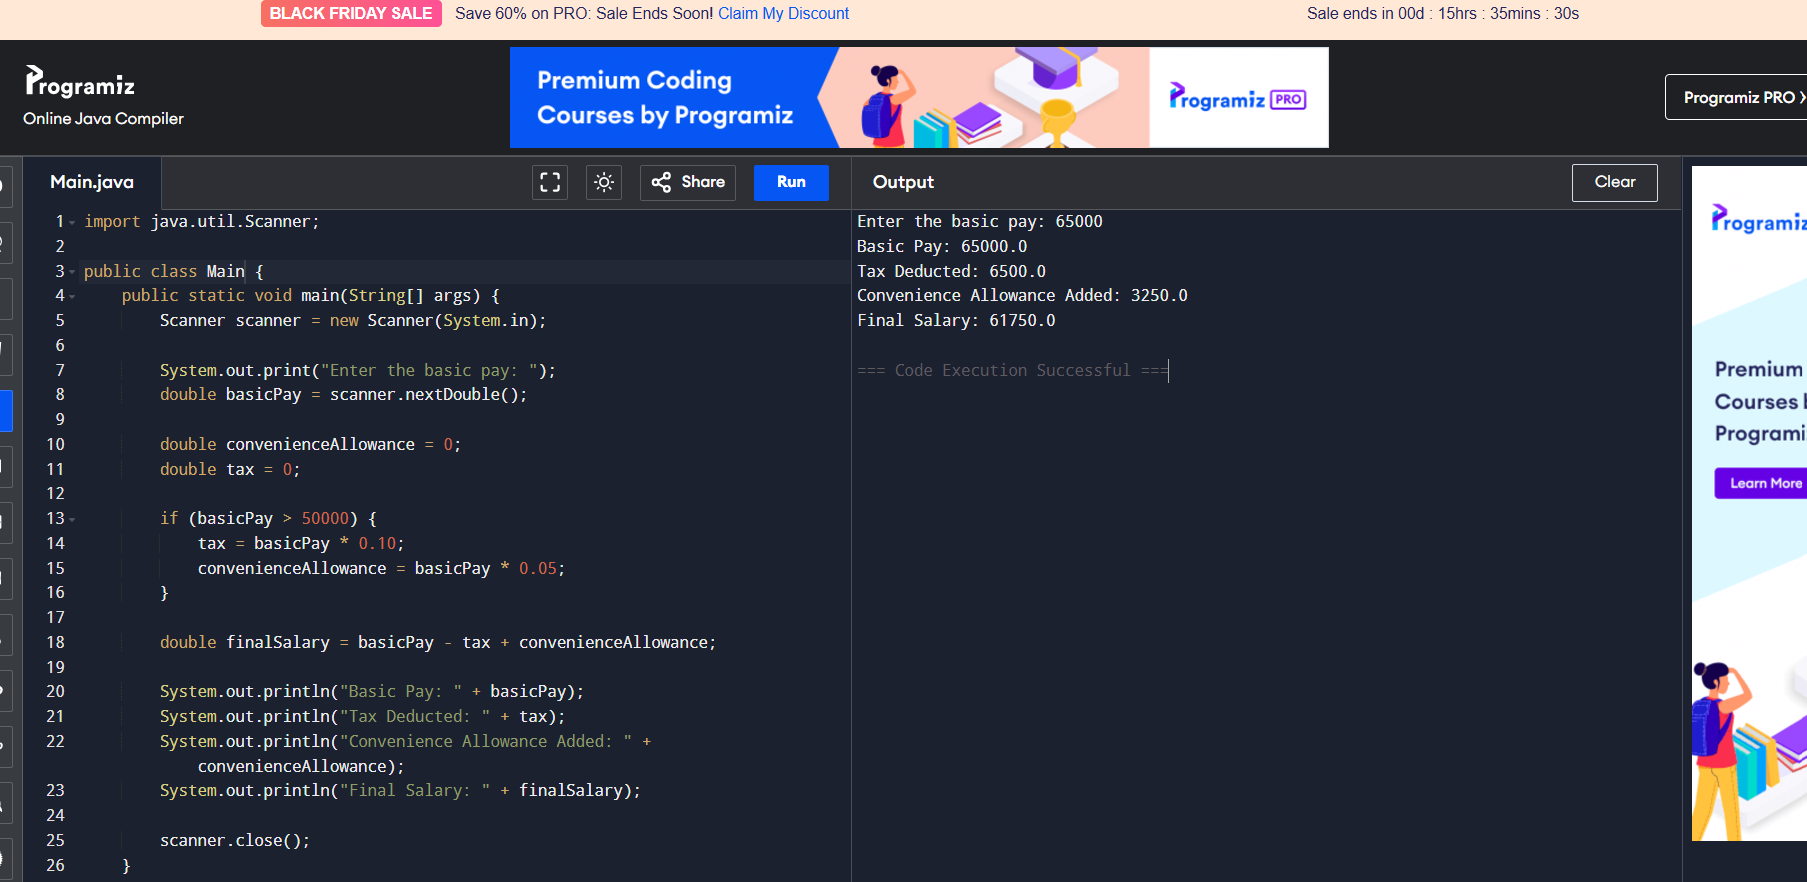 BLACK FRIDAY SALE Save 60% on PRO: Sale Ends Soon! Claim My Discount Sale ends in 00d : 15hrs : 35mins : 30s
Programiz
Online Java Compiler
Premium Coding
Courses by Programiz
Programiz PRO
Programiz PRO
Main.java
Share
Run
1 import java.util.Scanner;
2
3 public class Main {
4 public static void main(String[] args) {
5 Scanner scanner = new Scanner(System.in);
6
7 System.out.print("Enter the basic pay: ");
8 double basicPay = scanner.nextDouble();
9
10 double convenienceAllowance = 0;
11 double tax = 0;
12
13 if (basicPay > 50000) {
14 tax = basicPay * 0.10;
15 convenienceAllowance = basicPay * 0.05;
16 }
17
18 double finalSalary = basicPay - tax + convenienceAllowance;
19
20 System.out.println("Basic Pay: " + basicPay);
21 System.out.println("Tax Deducted: " + tax);
22 System.out.println("Convenience Allowance Added: " +
convenienceAllowance);
23 System.out.println("Final Salary: " + finalSalary);
24
25 scanner.close();
26 }
Output
Clear
Enter the basic pay: 65000
Basic Pay: 65000.0
Tax Deducted: 6500.0
Convenience Allowance Added: 3250.0
Final Salary: 61750.0
=== Code Execution Successful ===
Programiz
Premium
Courses
Programi
Learn More